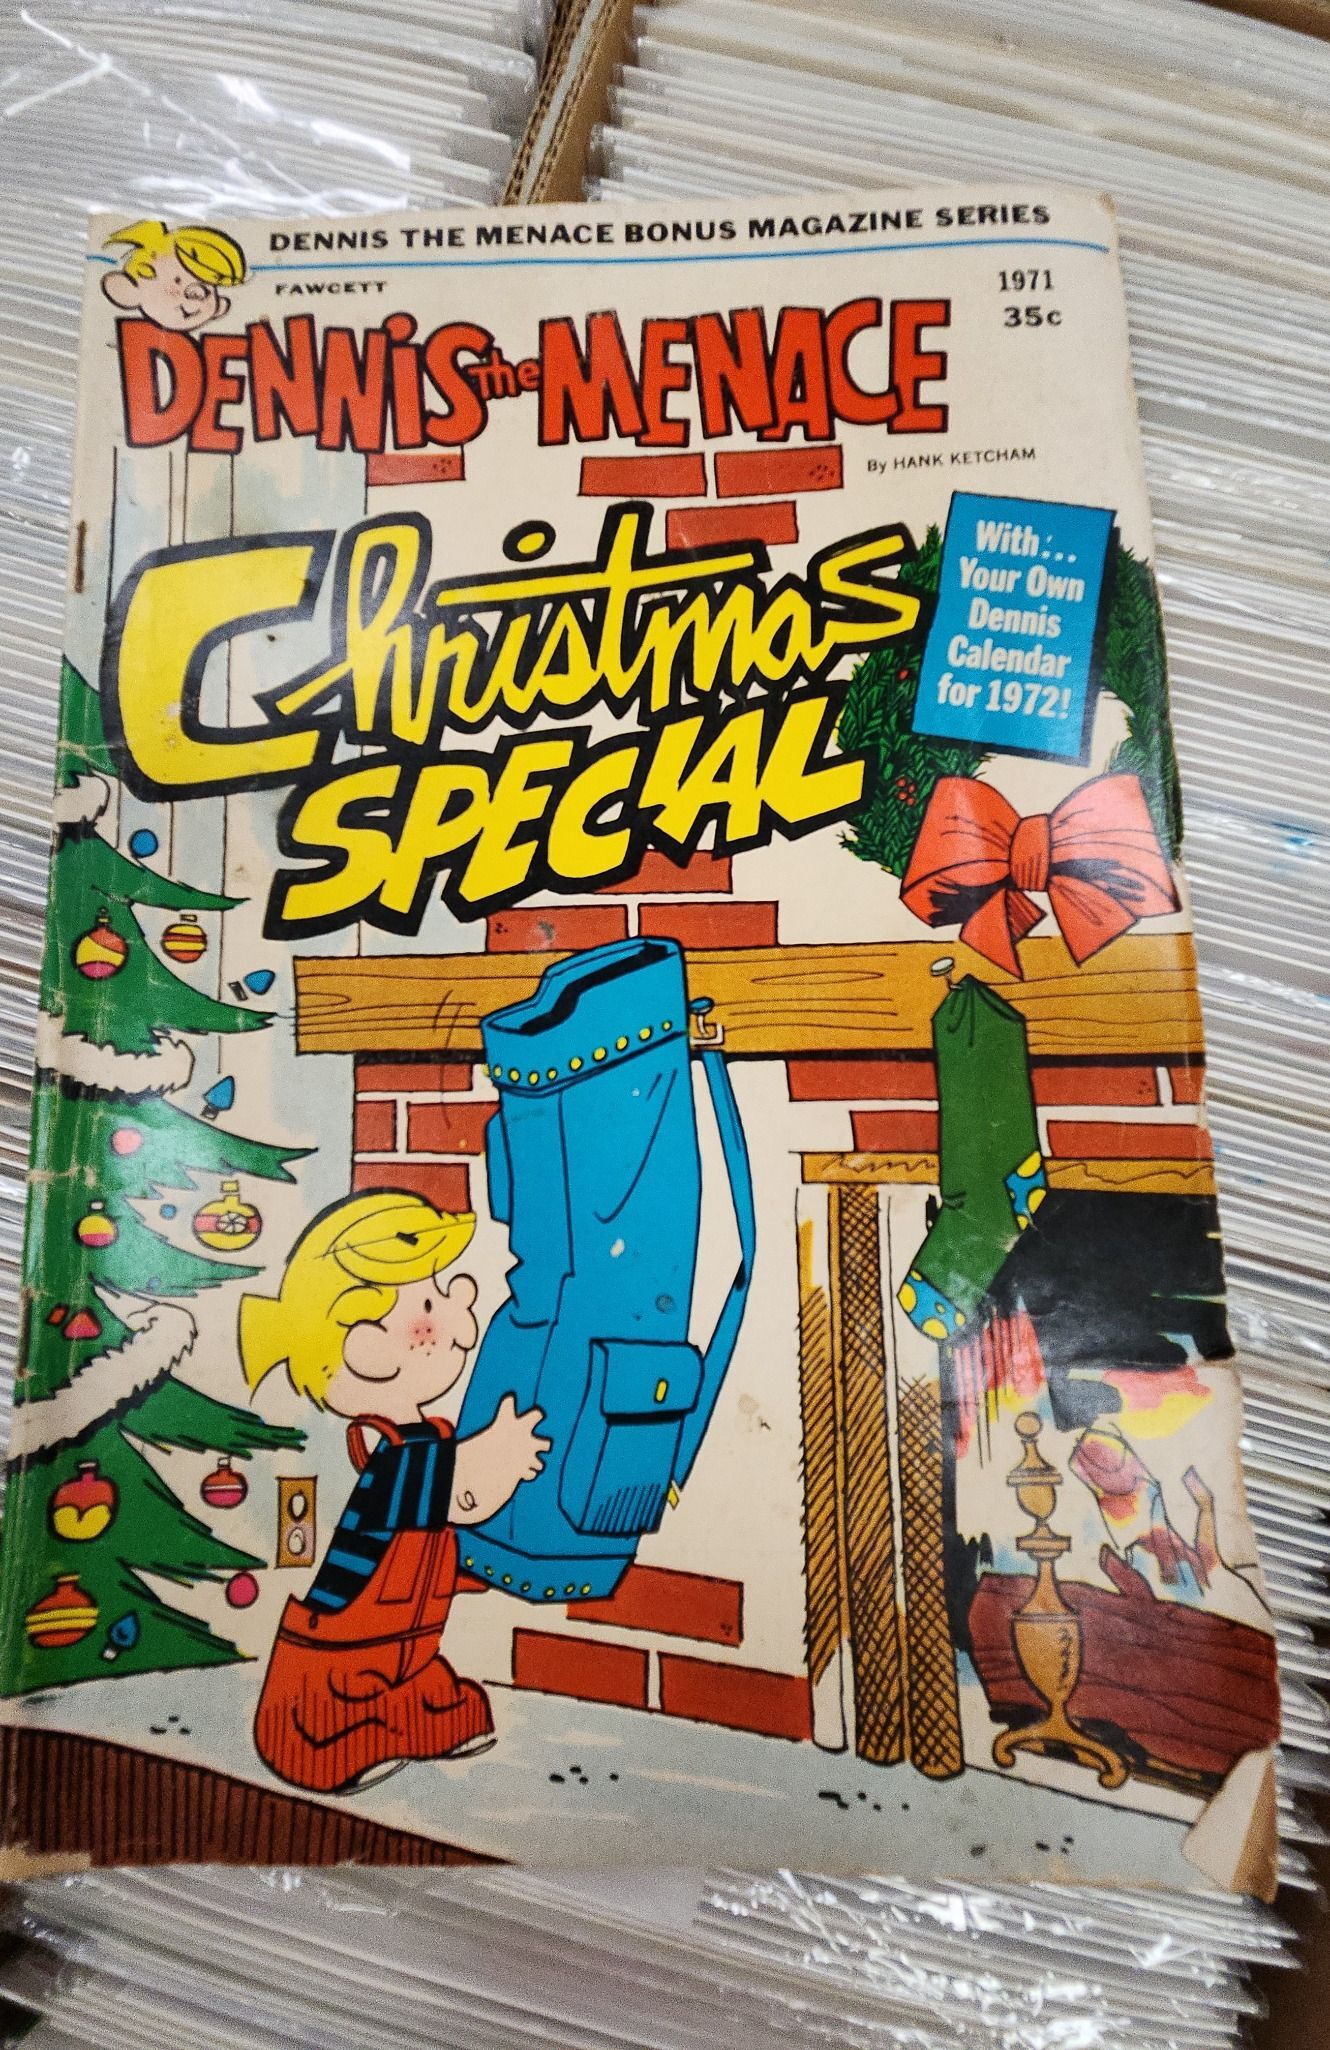 DENNIS THE MENACE BONUS MAGAZINE SERIES
FAWCETT
1971
35c
DENNIS the MENACE
By HANK KETCHAM
Christmas
SPECIAL
With...
Your Own
Dennis
Calendar
for 1972!